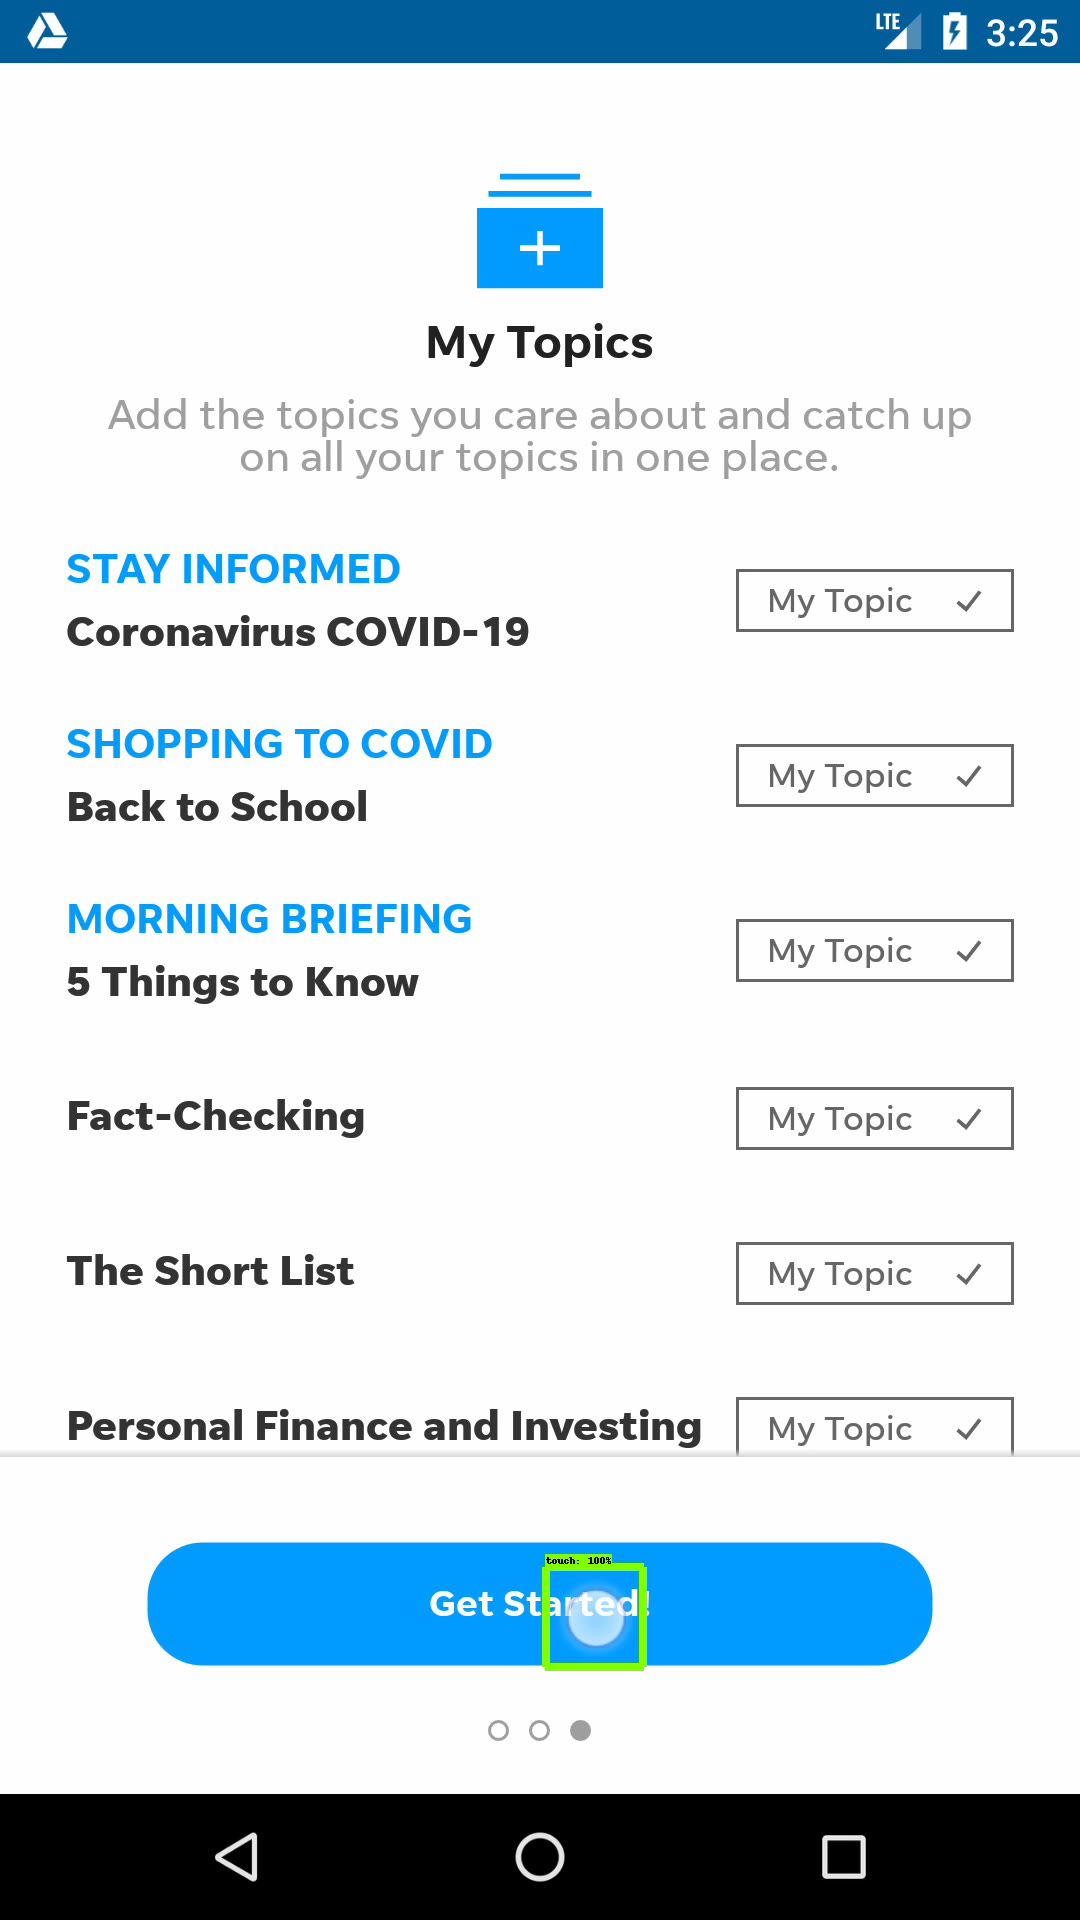 LTE 3:25
My Topics
Add the topics you care about and catch up
on all your topics in one place.
STAY INFORMED
Coronavirus COVID-19
My Topic
SHOPPING TO COVID
Back to School
My Topic
MORNING BRIEFING
5 Things to Know
My Topic
Fact-Checking
My Topic
The Short List
My Topic
Personal Finance and Investing
My Topic
touch: 100%
Get Started!